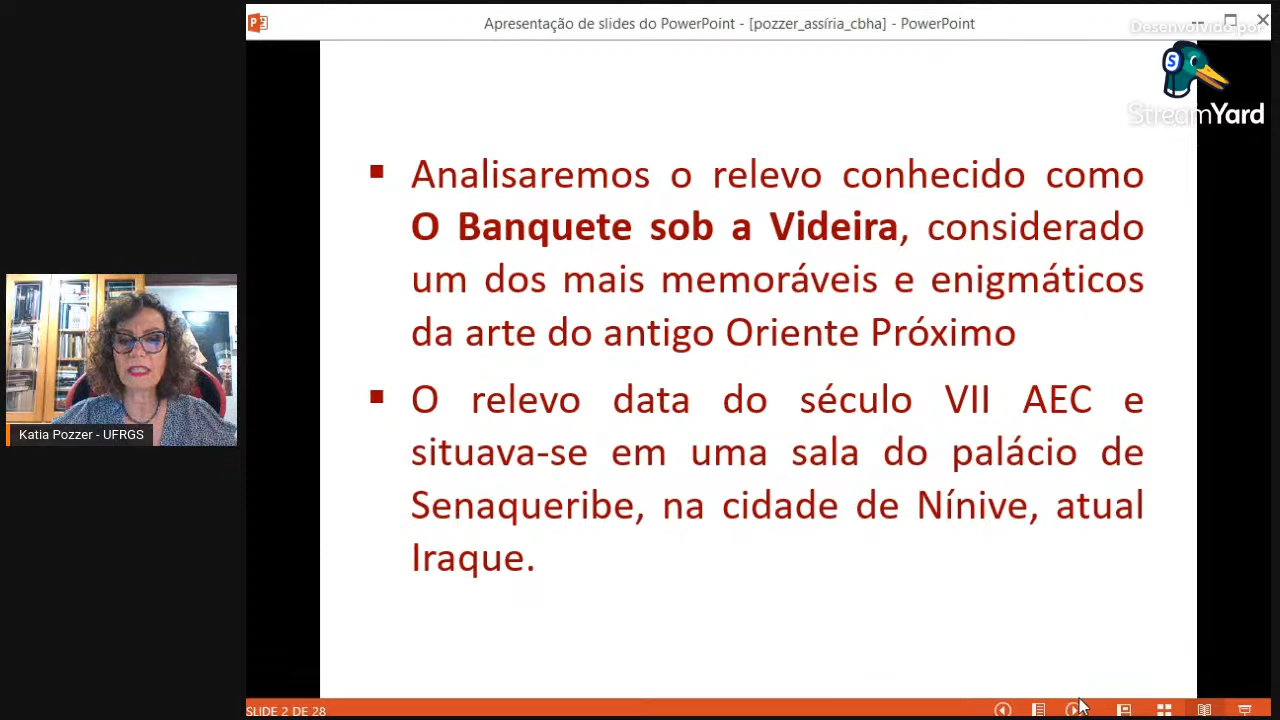 Apresentação de slides do PowerPoint - [pozzer_assíria_cbha] - PowerPoint
Desenvolvido por
StreamYard
Analisaremos o relevo conhecido como
O Banquete sob a Videira, considerado
um dos mais memoráveis e enigmáticos
da arte do antigo Oriente Próximo
O relevo data do século VII AEC e
situava-se em uma sala do palácio de
Senaqueribe, na cidade de Nínive, atual
Iraque.
Katia Pozzer - UFRGS
SLIDE 2 DE 28